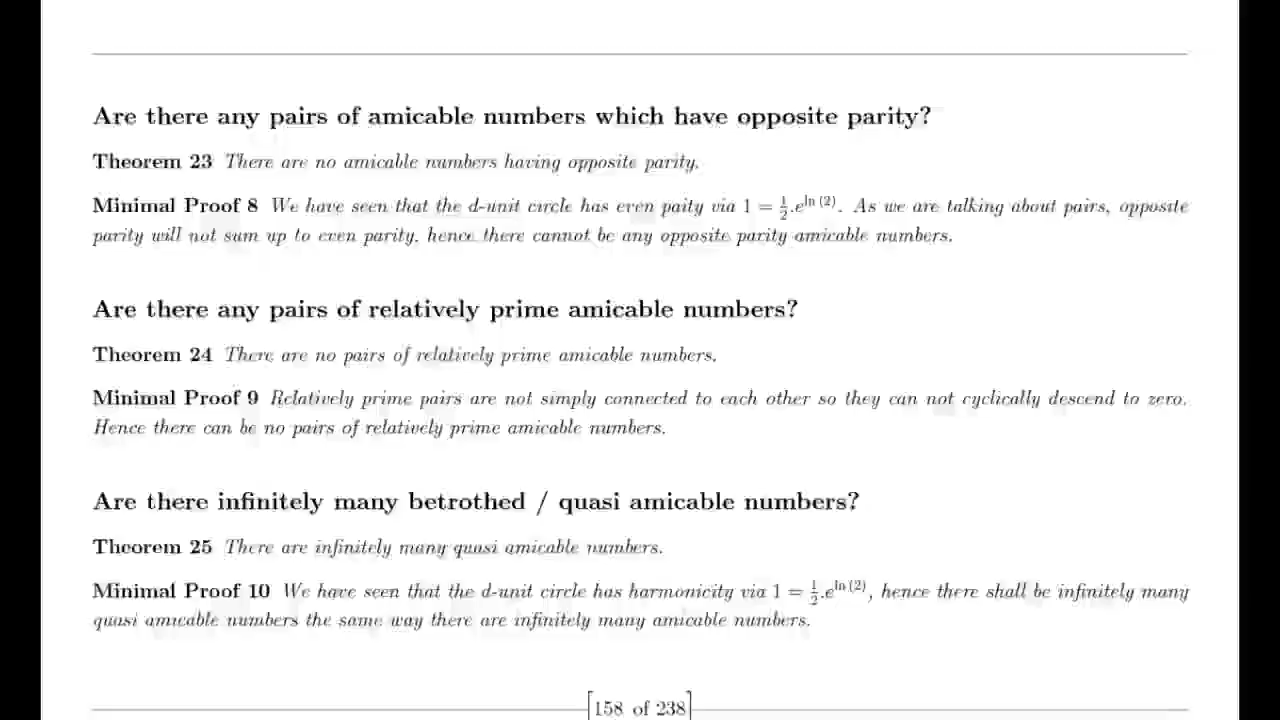 Are there any pairs of amicable numbers which have opposite parity?
Theorem 23 There are no amicable numbers having opposite parity.
Minimal Proof 8 We have seen that the d-unit circle has even paity via 1 = ½.e^ln (2). As we are talking about pairs, opposite
parity will not sum up to even parity. hence there cannot be any opposite parity amicable numbers.
Are there any pairs of relatively prime amicable numbers?
Theorem 24 There are no pairs of relatively prime amicable numbers.
Minimal Proof 9 Relatively prime pairs are not simply connected to each other so they can not cyclically descend to zero.
Hence there can be no pairs of relatively prime amicable numbers.
Are there infinitely many betrothed / quasi amicable numbers?
Theorem 25 There are infinitely many quasi amicable numbers.
Minimal Proof 10 We have seen that the d-unit circle has harmonicity via 1 = ½.e^ln (2), hence there shall be infinitely many
quasi amicable numbers the same way there are infinitely many amicable numbers.
[158 of 238]